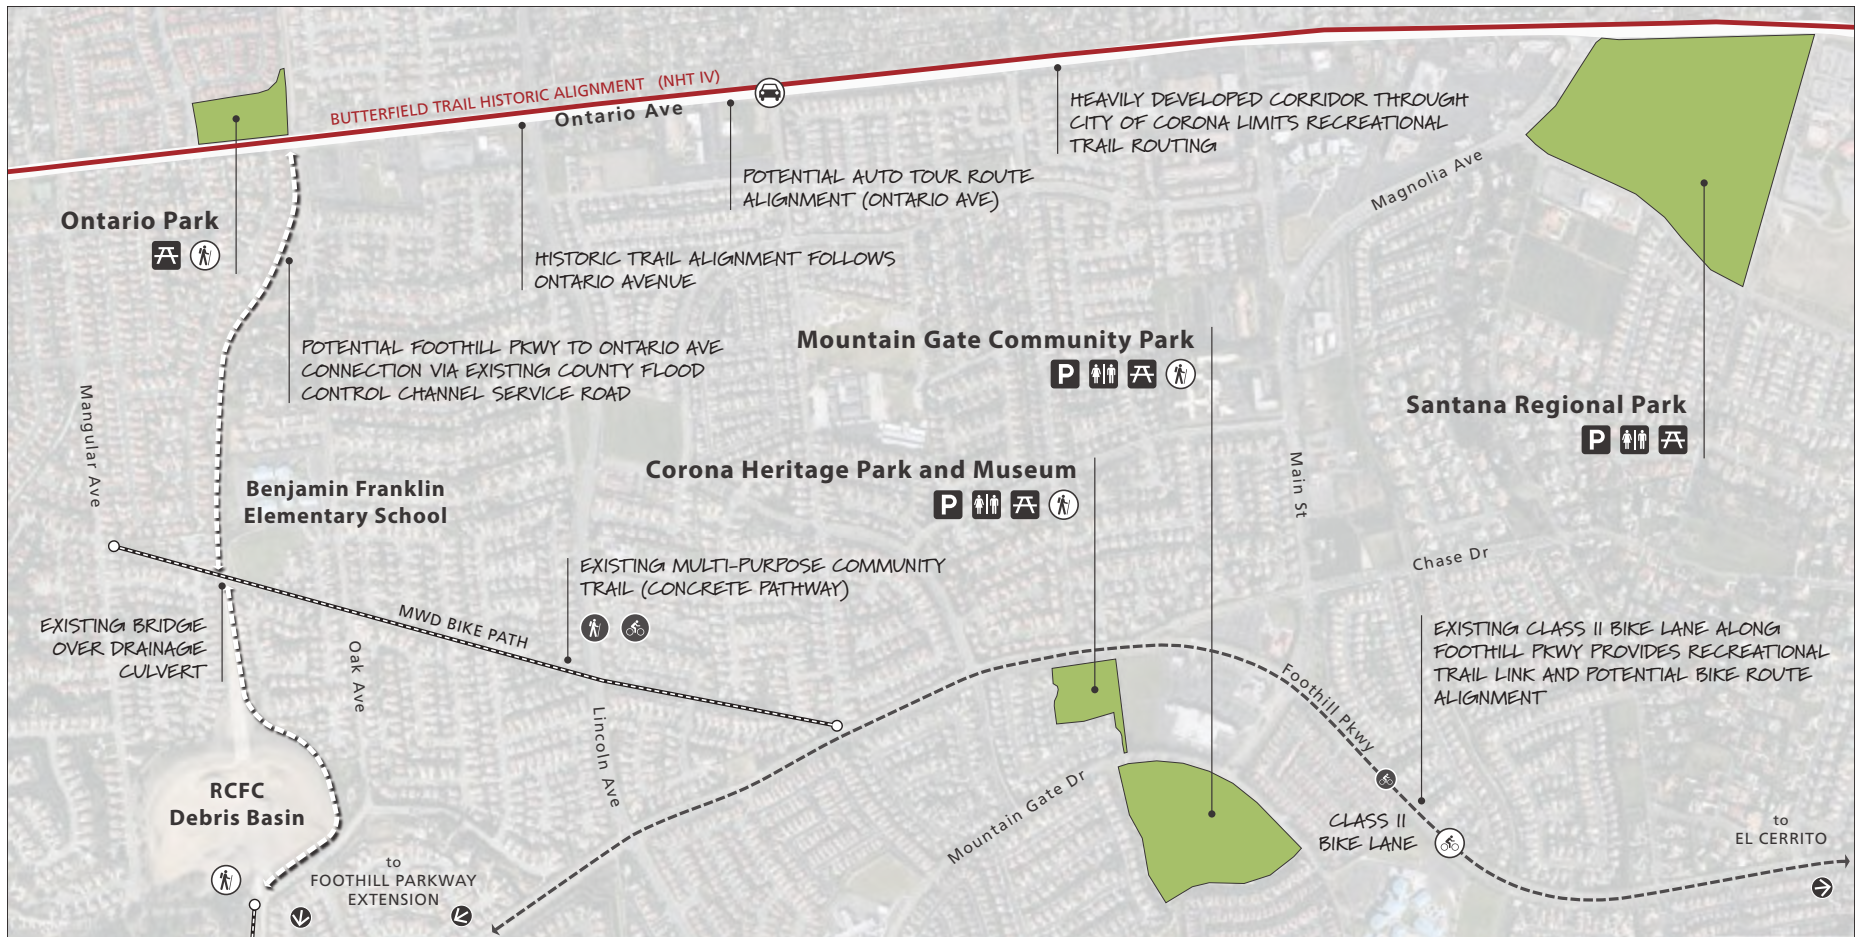 BUTTERFIELD TRAIL HISTORIC ALIGNMENT (NHT IV)
Ontario Ave
HEAVILY DEVELOPED CORRIDOR THROUGH
CITY OF CORONA LIMITS RECREATIONAL
TRAIL ROUTING
Magnolia Ave
POTENTIAL AUTO TOUR ROUTE
ALIGNMENT (ONTARIO AVE)
Ontario Park
HISTORIC TRAIL ALIGNMENT FOLLOWS
ONTARIO AVENUE
POTENTIAL FOOTHILL PKWY TO ONTARIO AVE
CONNECTION VIA EXISTING COUNTY FLOOD
CONTROL CHANNEL SERVICE ROAD
Mountain Gate Community Park
P
Santana Regional Park
P
Mangular Ave
Corona Heritage Park and Museum
P
Main St
Benjamin Franklin
Elementary School
Chase Dr
EXISTING MULTI-PURPOSE COMMUNITY
TRAIL (CONCRETE PATHWAY)
MWD BIKE PATH
EXISTING BRIDGE
OVER DRAINAGE
CULVERT
Oak Ave
EXISTING CLASS II BIKE LANE ALONG
FOOTHILL PKWY PROVIDES RECREATIONAL
TRAIL LINK AND POTENTIAL BIKE ROUTE
ALIGNMENT
Foothill Pkwy
Lincoln Ave
RCFC
Debris Basin
Mountain Gate Dr
CLASS II
BIKE LANE
to
EL CERRITO
to
FOOTHILL PARKWAY
EXTENSION